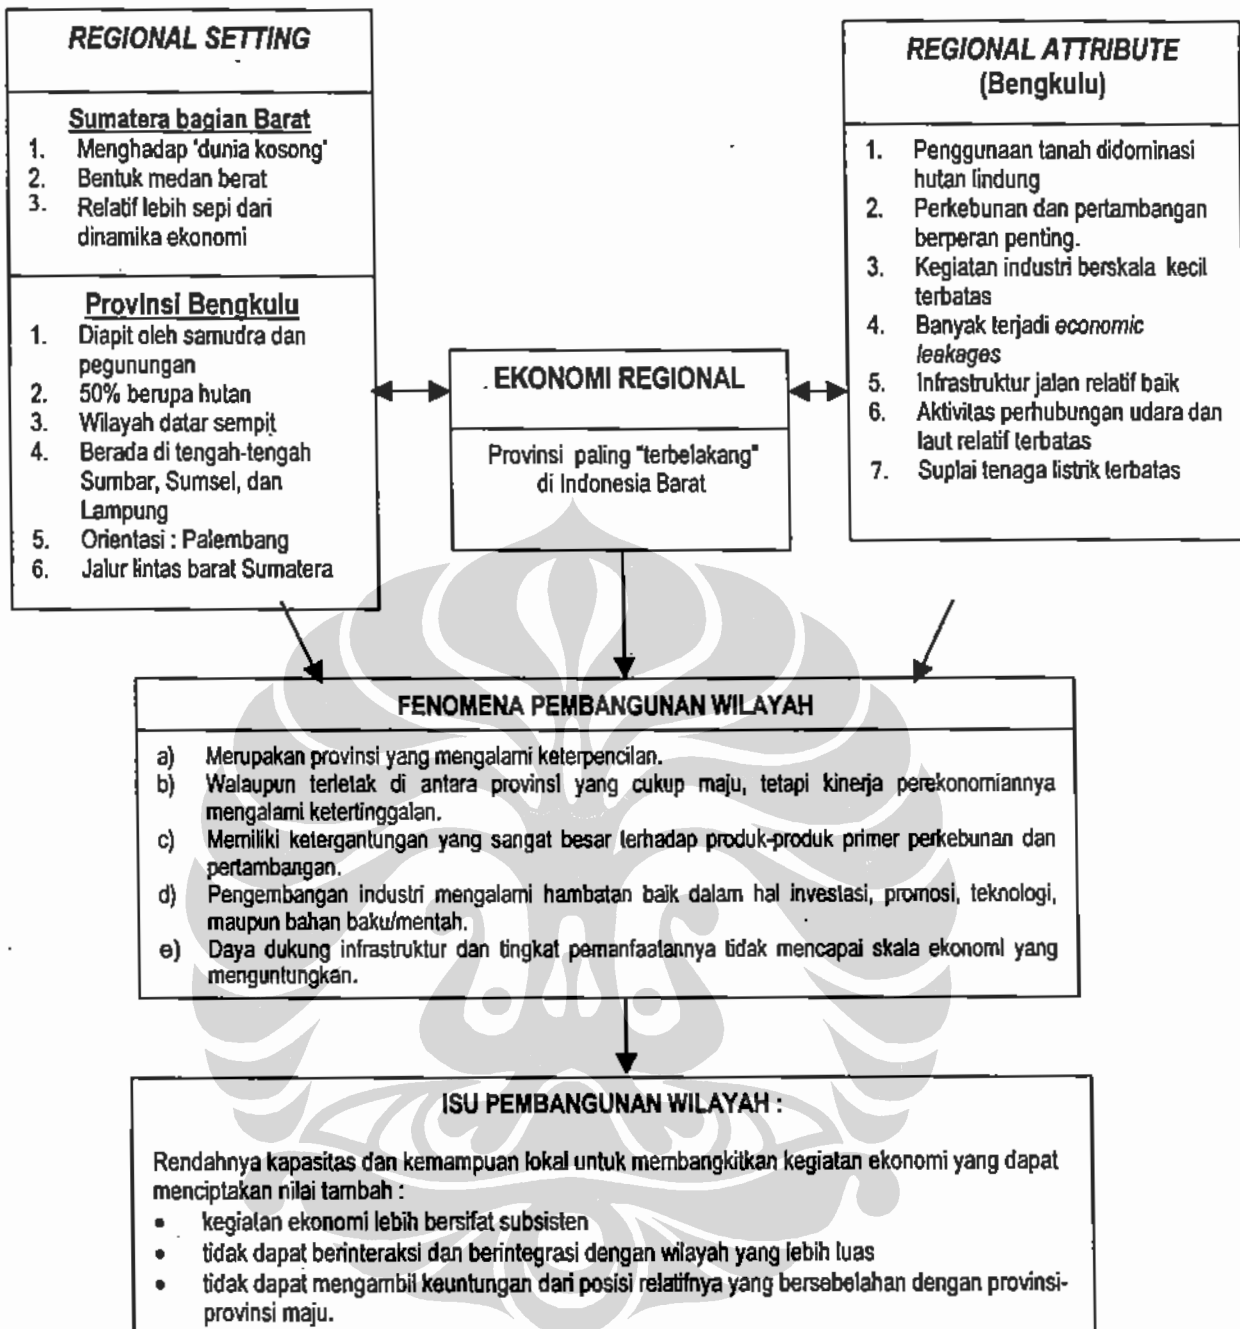 REGIONAL SETTING
Sumatera bagian Barat
1. Menghadap 'dunia kosong'
2. Bentuk medan berat
3. Relatif lebih sepi dari
dinamika ekonomi
Provinsi Bengkulu
1. Diapit oleh samudra dan
pegunungan
2. 50% berupa hutan
3. Wilayah datar sempit
4. Berada di tengah-tengah
Sumbar, Sumsel, dan
Lampung
5. Orientasi : Palembang
6. Jalur lintas barat Sumatera
EKONOMI REGIONAL
Provinsi paling "terbelakang"
di Indonesia Barat
REGIONAL ATTRIBUTE
(Bengkulu)
1. Penggunaan tanah didominasi
hutan lindung
2. Perkebunan dan pertambangan
berperan penting.
3. Kegiatan industri berskala kecil
terbatas
4. Banyak terjadi economic
leakages
5. Infrastruktur jalan relatif baik
6. Aktivitas perhubungan udara dan
laut relatif terbatas
7. Suplai tenaga listrik terbatas
FENOMENA PEMBANGUNAN WILAYAH
a) Merupakan provinsi yang mengalami keterpencilan.
b) Walaupun terletak di antara provinsi yang cukup maju, tetapi kinerja perekonomiannya
mengalami ketertinggalan.
c) Memiliki ketergantungan yang sangat besar terhadap produk-produk primer perkebunan dan
pertambangan.
d) Pengembangan industri mengalami hambatan baik dalam hal investasi, promosi, teknologi,
maupun bahan baku/mentah.
e) Daya dukung infrastruktur dan tingkat pemanfaatannya tidak mencapai skala ekonomi yang
menguntungkan.
ISU PEMBANGUNAN WILAYAH :
Rendahnya kapasitas dan kemampuan lokal untuk membangkitkan kegiatan ekonomi yang dapat
menciptakan nilai tambah :
• kegiatan ekonomi lebih bersifat subsisten
• tidak dapat berinteraksi dan berintegrasi dengan wilayah yang lebih luas
• tidak dapat mengambil keuntungan dari posisi relatifnya yang bersebelahan dengan provinsi-
provinsi maju.